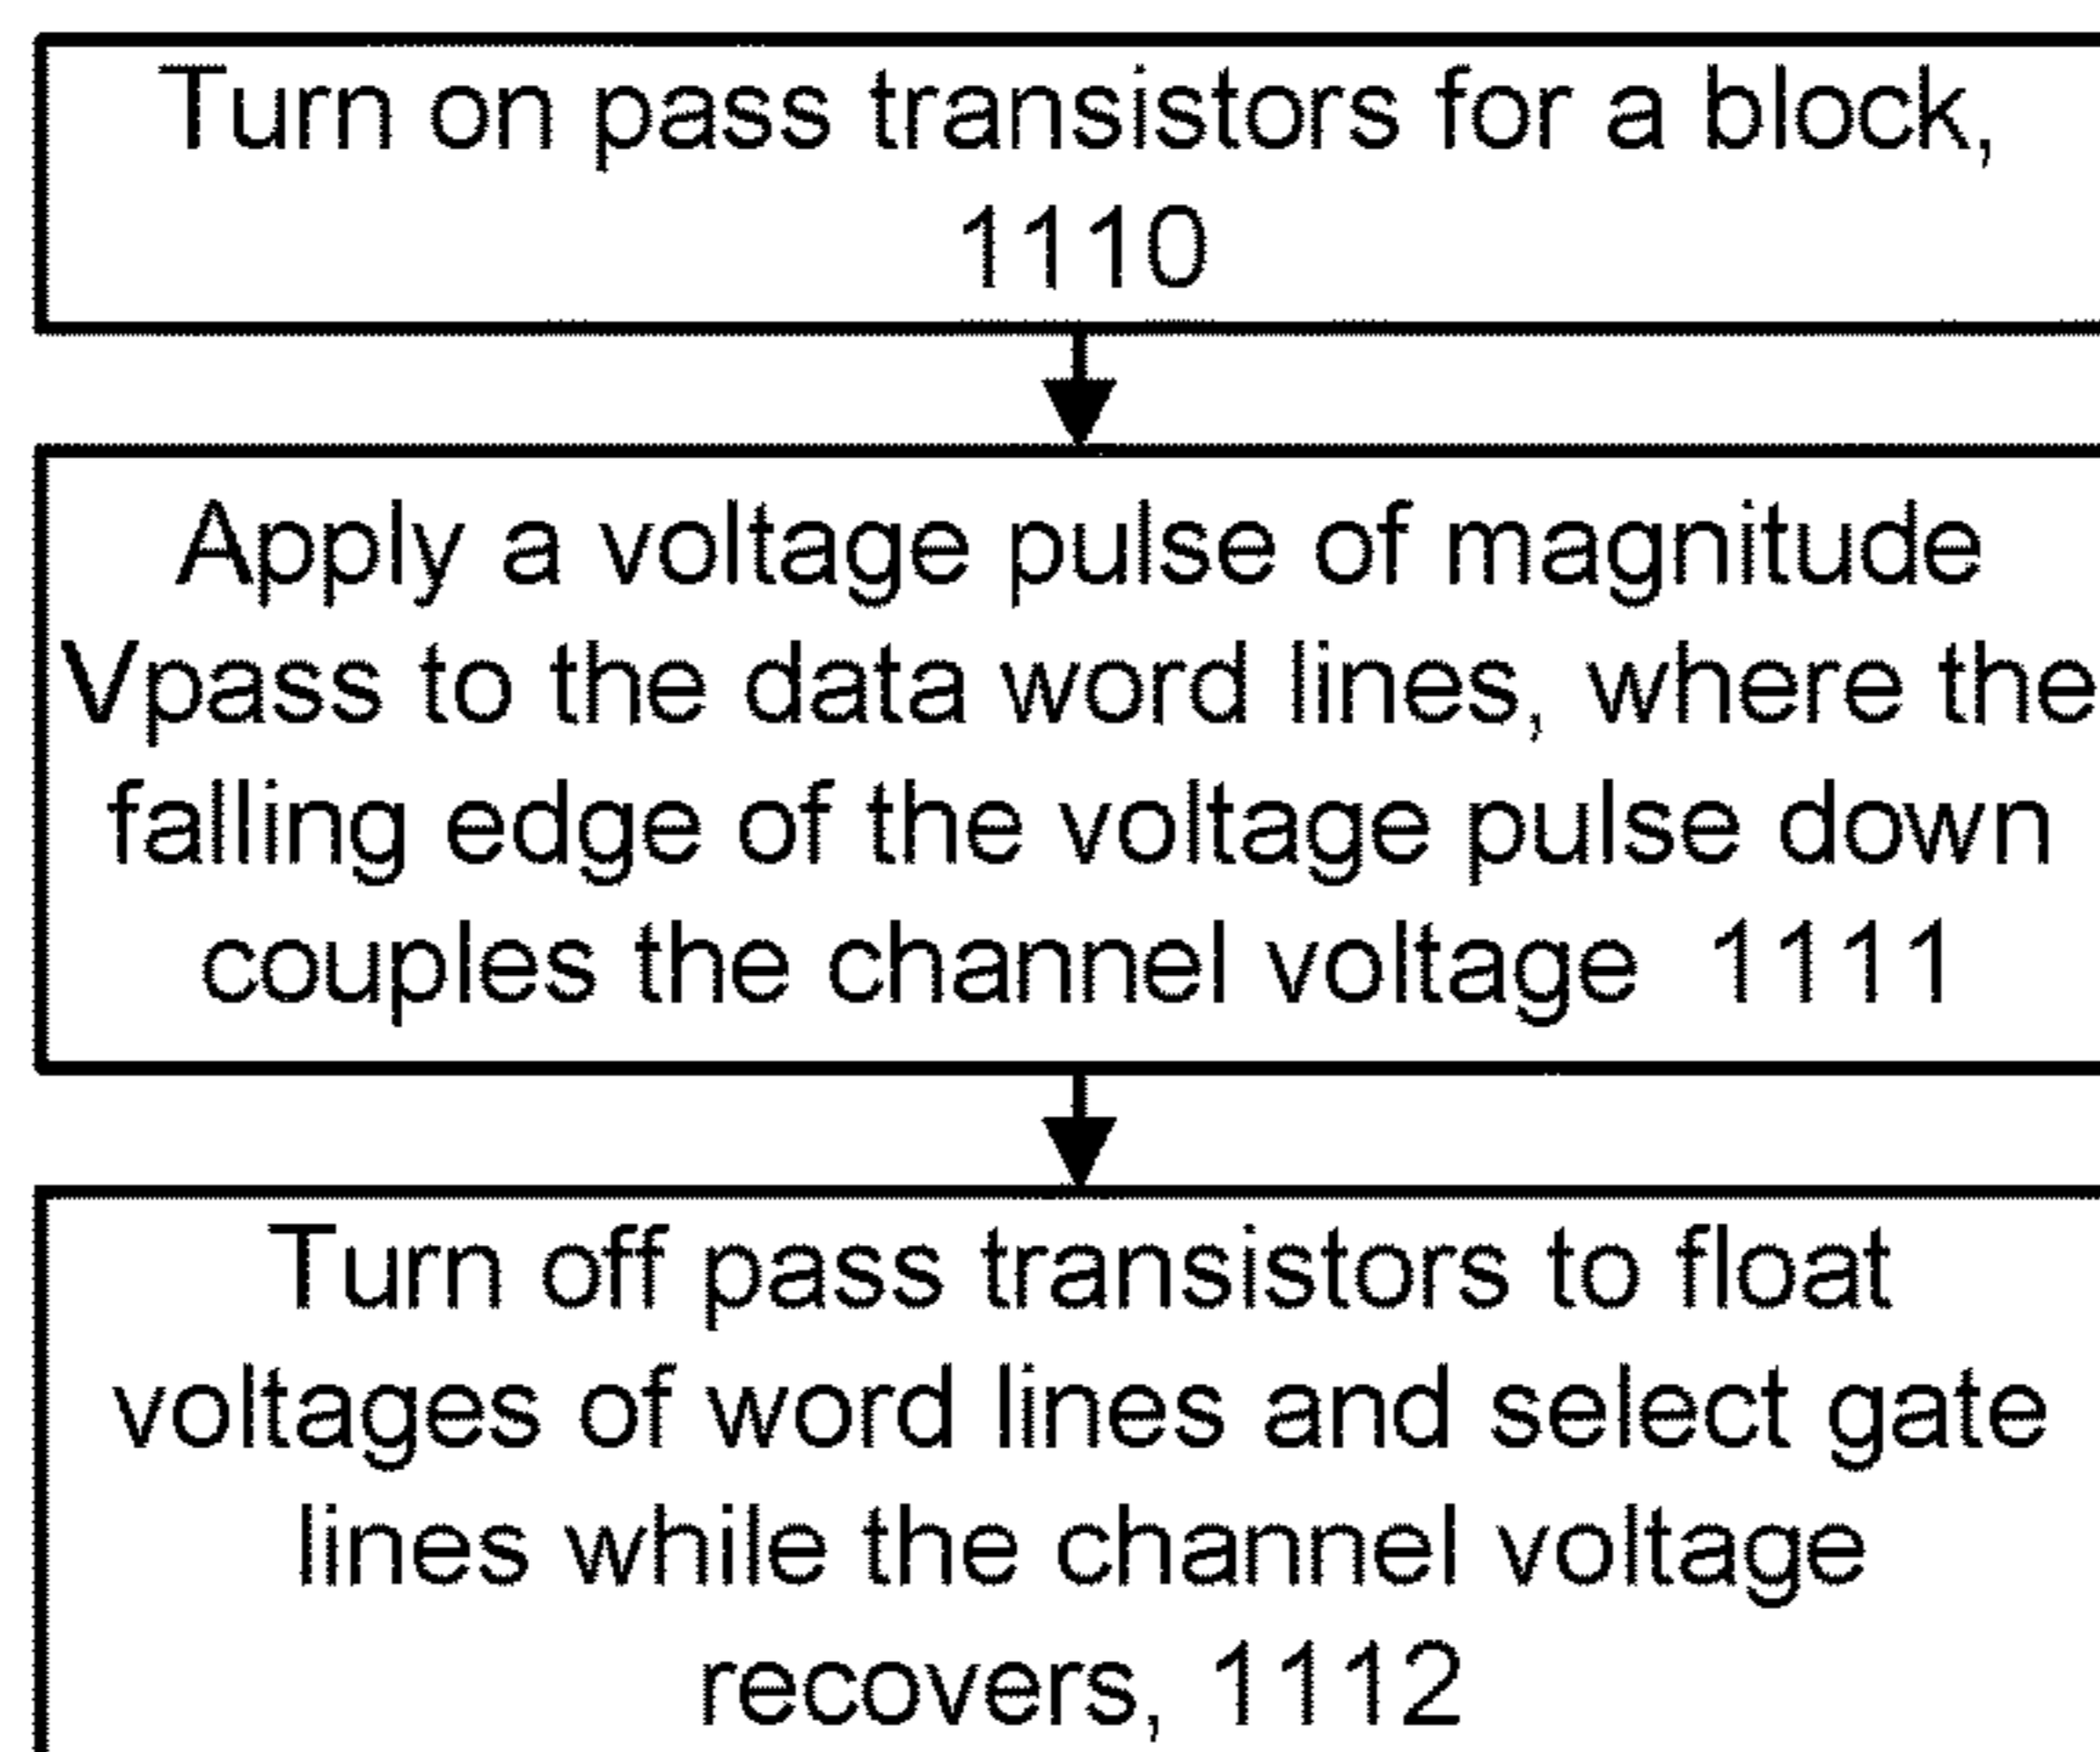 Turn on pass transistors for a block,
1110
Apply a voltage pulse of magnitude
Vpass to the data word lines, where the
falling edge of the voltage pulse down
couples the channel voltage 1111
Turn off pass transistors to float
voltages of word lines and select gate
lines while the channel voltage
recovers, 1112